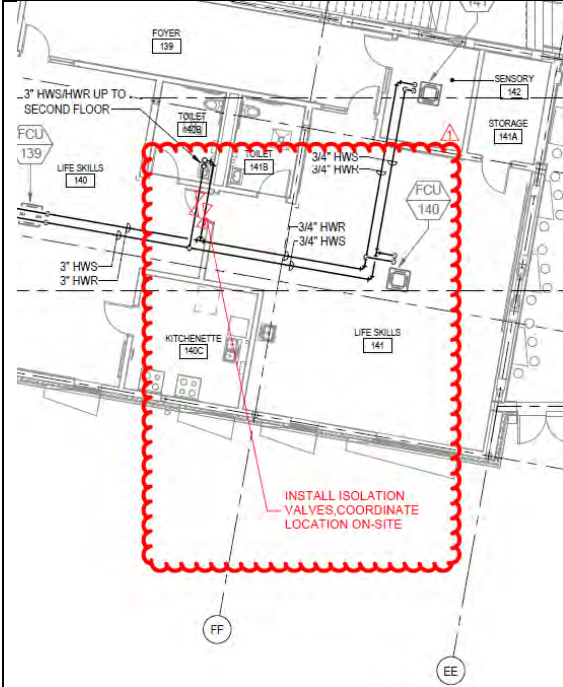 141
FOYER
139
SENSORY
142
3" HWS/HWR UP TO
SECOND FLOOR
TOILET
140B
STORAGE
141A
1
FCU
139
TOILET
141B
3/4" HWS
3/4" HWR
LIFE SKILLS
140
FCU
140
3/4" HWR
3/4" HWS
3" HWS
3" HWR
KITCHENETTE
140C
LIFE SKILLS
141
INSTALL ISOLATION
VALVES,COORDINATE
LOCATION ON-SITE
FF
EE